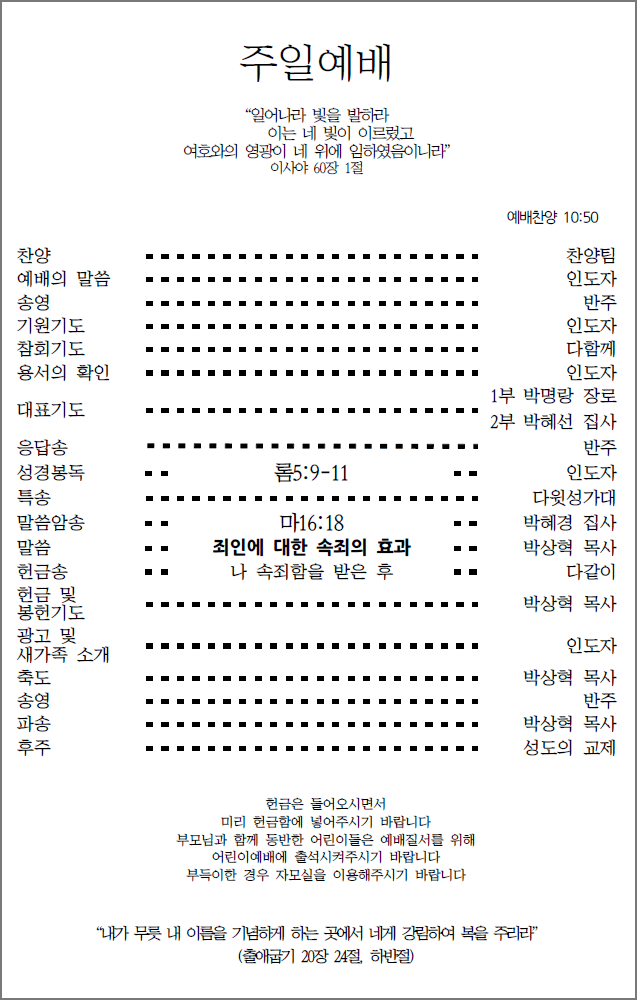 주일예배
“일어나라 빛을 발하라
이는 네 빛이 이르렀고
여호와의 영광이 네 위에 임하였음이니라”
이사야 60장 1절
예배찬양 10:50
찬양 찬양팀
예배의 말씀 인도자
송영 반주
기원기도 인도자
참회기도 다함께
용서의 확인 인도자
대표기도 1부 박명랑 장로
2부 박혜선 집사
응답송 반주
성경봉독 롬5:9-11 인도자
특송 다윗성가대
말씀암송 마16:18 박혜경 집사
말씀 죄인에 대한 속죄의 효과 박상혁 목사
헌금송 나 속죄함을 받은 후 다같이
헌금 및
봉헌기도 박상혁 목사
광고 및
새가족 소개 인도자
축도 박상혁 목사
송영 반주
파송 박상혁 목사
후주 성도의 교제
헌금은 들어오시면서
미리 헌금함에 넣어주시기 바랍니다
부모님과 함께 동반한 어린이들은 예배질서를 위해
어린이예배에 출석시켜주시기 바랍니다
부득이한 경우 자모실을 이용해주시기 바랍니다
“내가 무릇 내 이름을 기념하게 하는 곳에서 네게 강림하여 복을 주리라”
(출애굽기 20장 24절, 하반절)